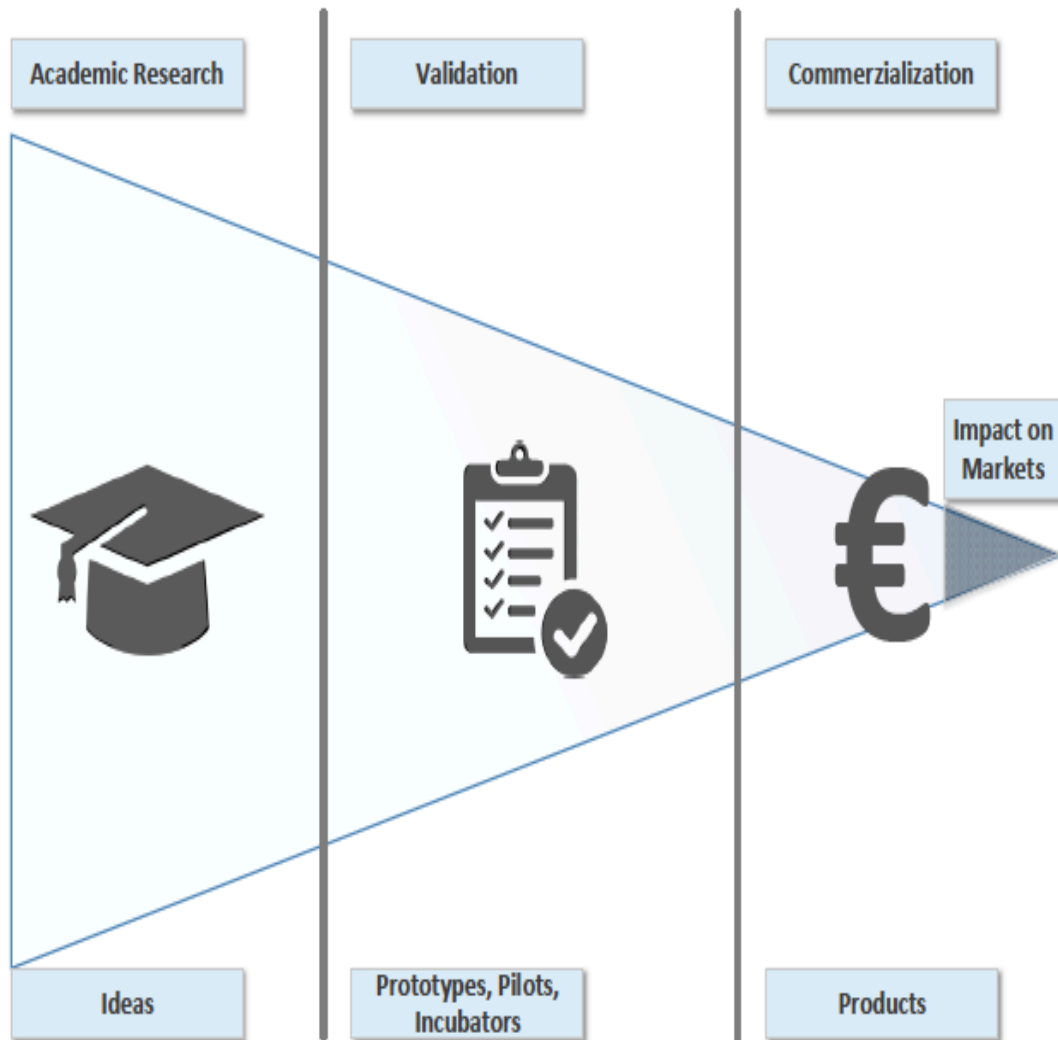 Academic Research
Validation
Commerzialization
Impact on
Markets
€
Ideas
Prototypes, Pilots,
Incubators
Products